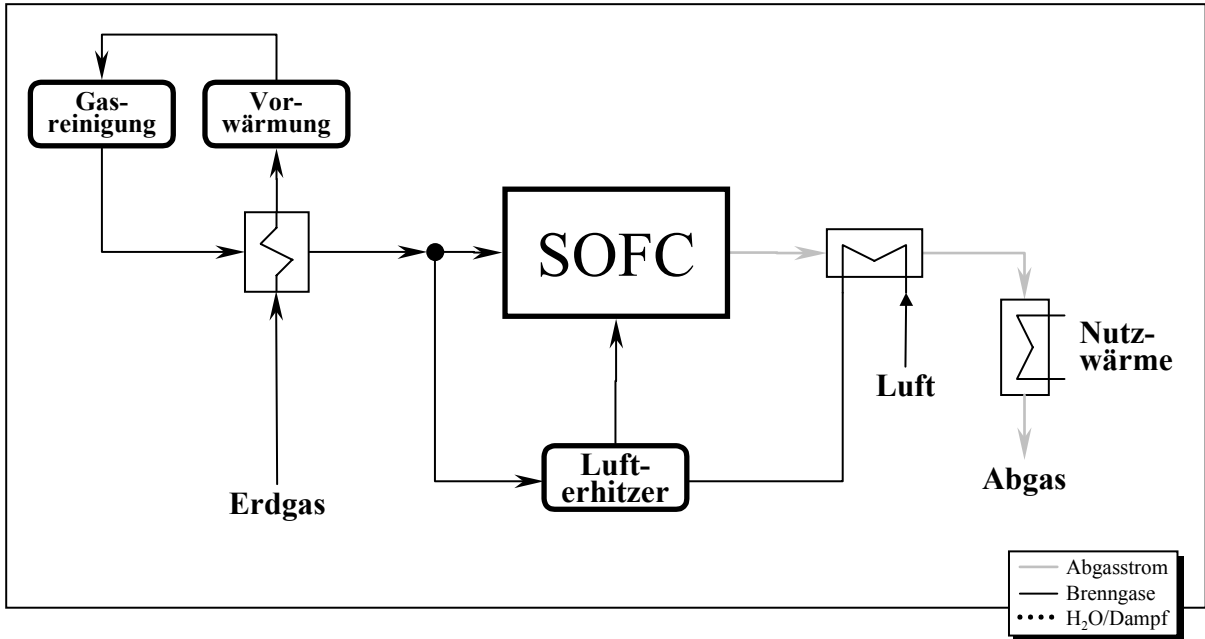 Gas-
reinigung
Vor-
wärmung
SOFC
Nutz-
wärme
Luft
Luft-
erhitzer
Erdgas
Abgas
Abgasstrom
Brenngase
H₂O/Dampf